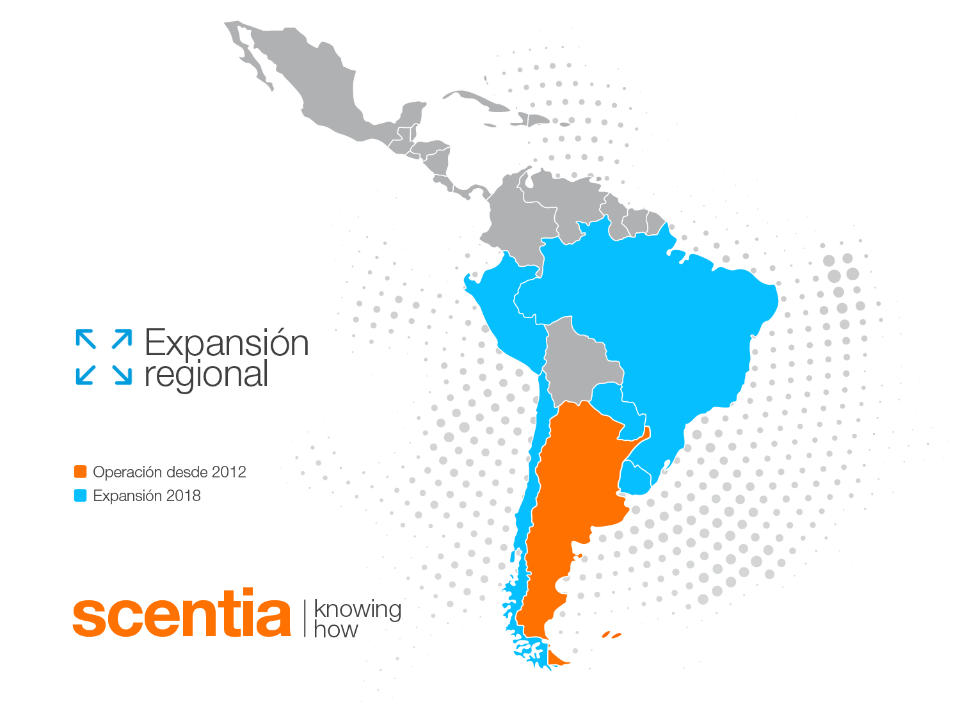 Expansión
regional
Operación desde 2012
Expansión 2018
scentia
knowing
how